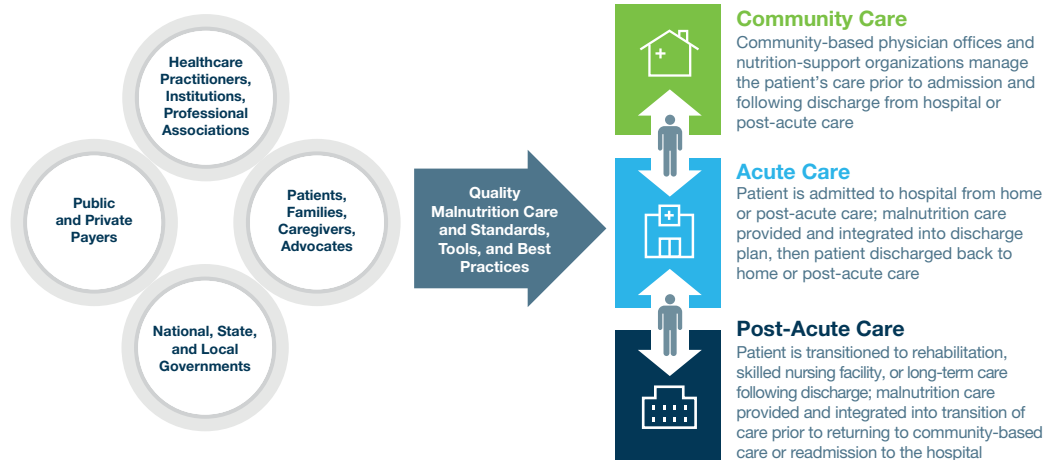 Healthcare
Practitioners,
Institutions,
Professional
Associations
Public
and Private
Payers
Patients,
Families,
Caregivers,
Advocates
National, State,
and Local
Governments
Quality
Malnutrition Care
and Standards,
Tools, and Best
Practices
Community Care
Community-based physician offices and
nutrition-support organizations manage
the patient’s care prior to admission and
following discharge from hospital or
post-acute care
Acute Care
Patient is admitted to hospital from home
or post-acute care; malnutrition care
provided and integrated into discharge
plan, then patient discharged back to
home or post-acute care
Post-Acute Care
Patient is transitioned to rehabilitation,
skilled nursing facility, or long-term care
following discharge; malnutrition care
provided and integrated into transition of
care prior to returning to community-based
care or readmission to the hospital